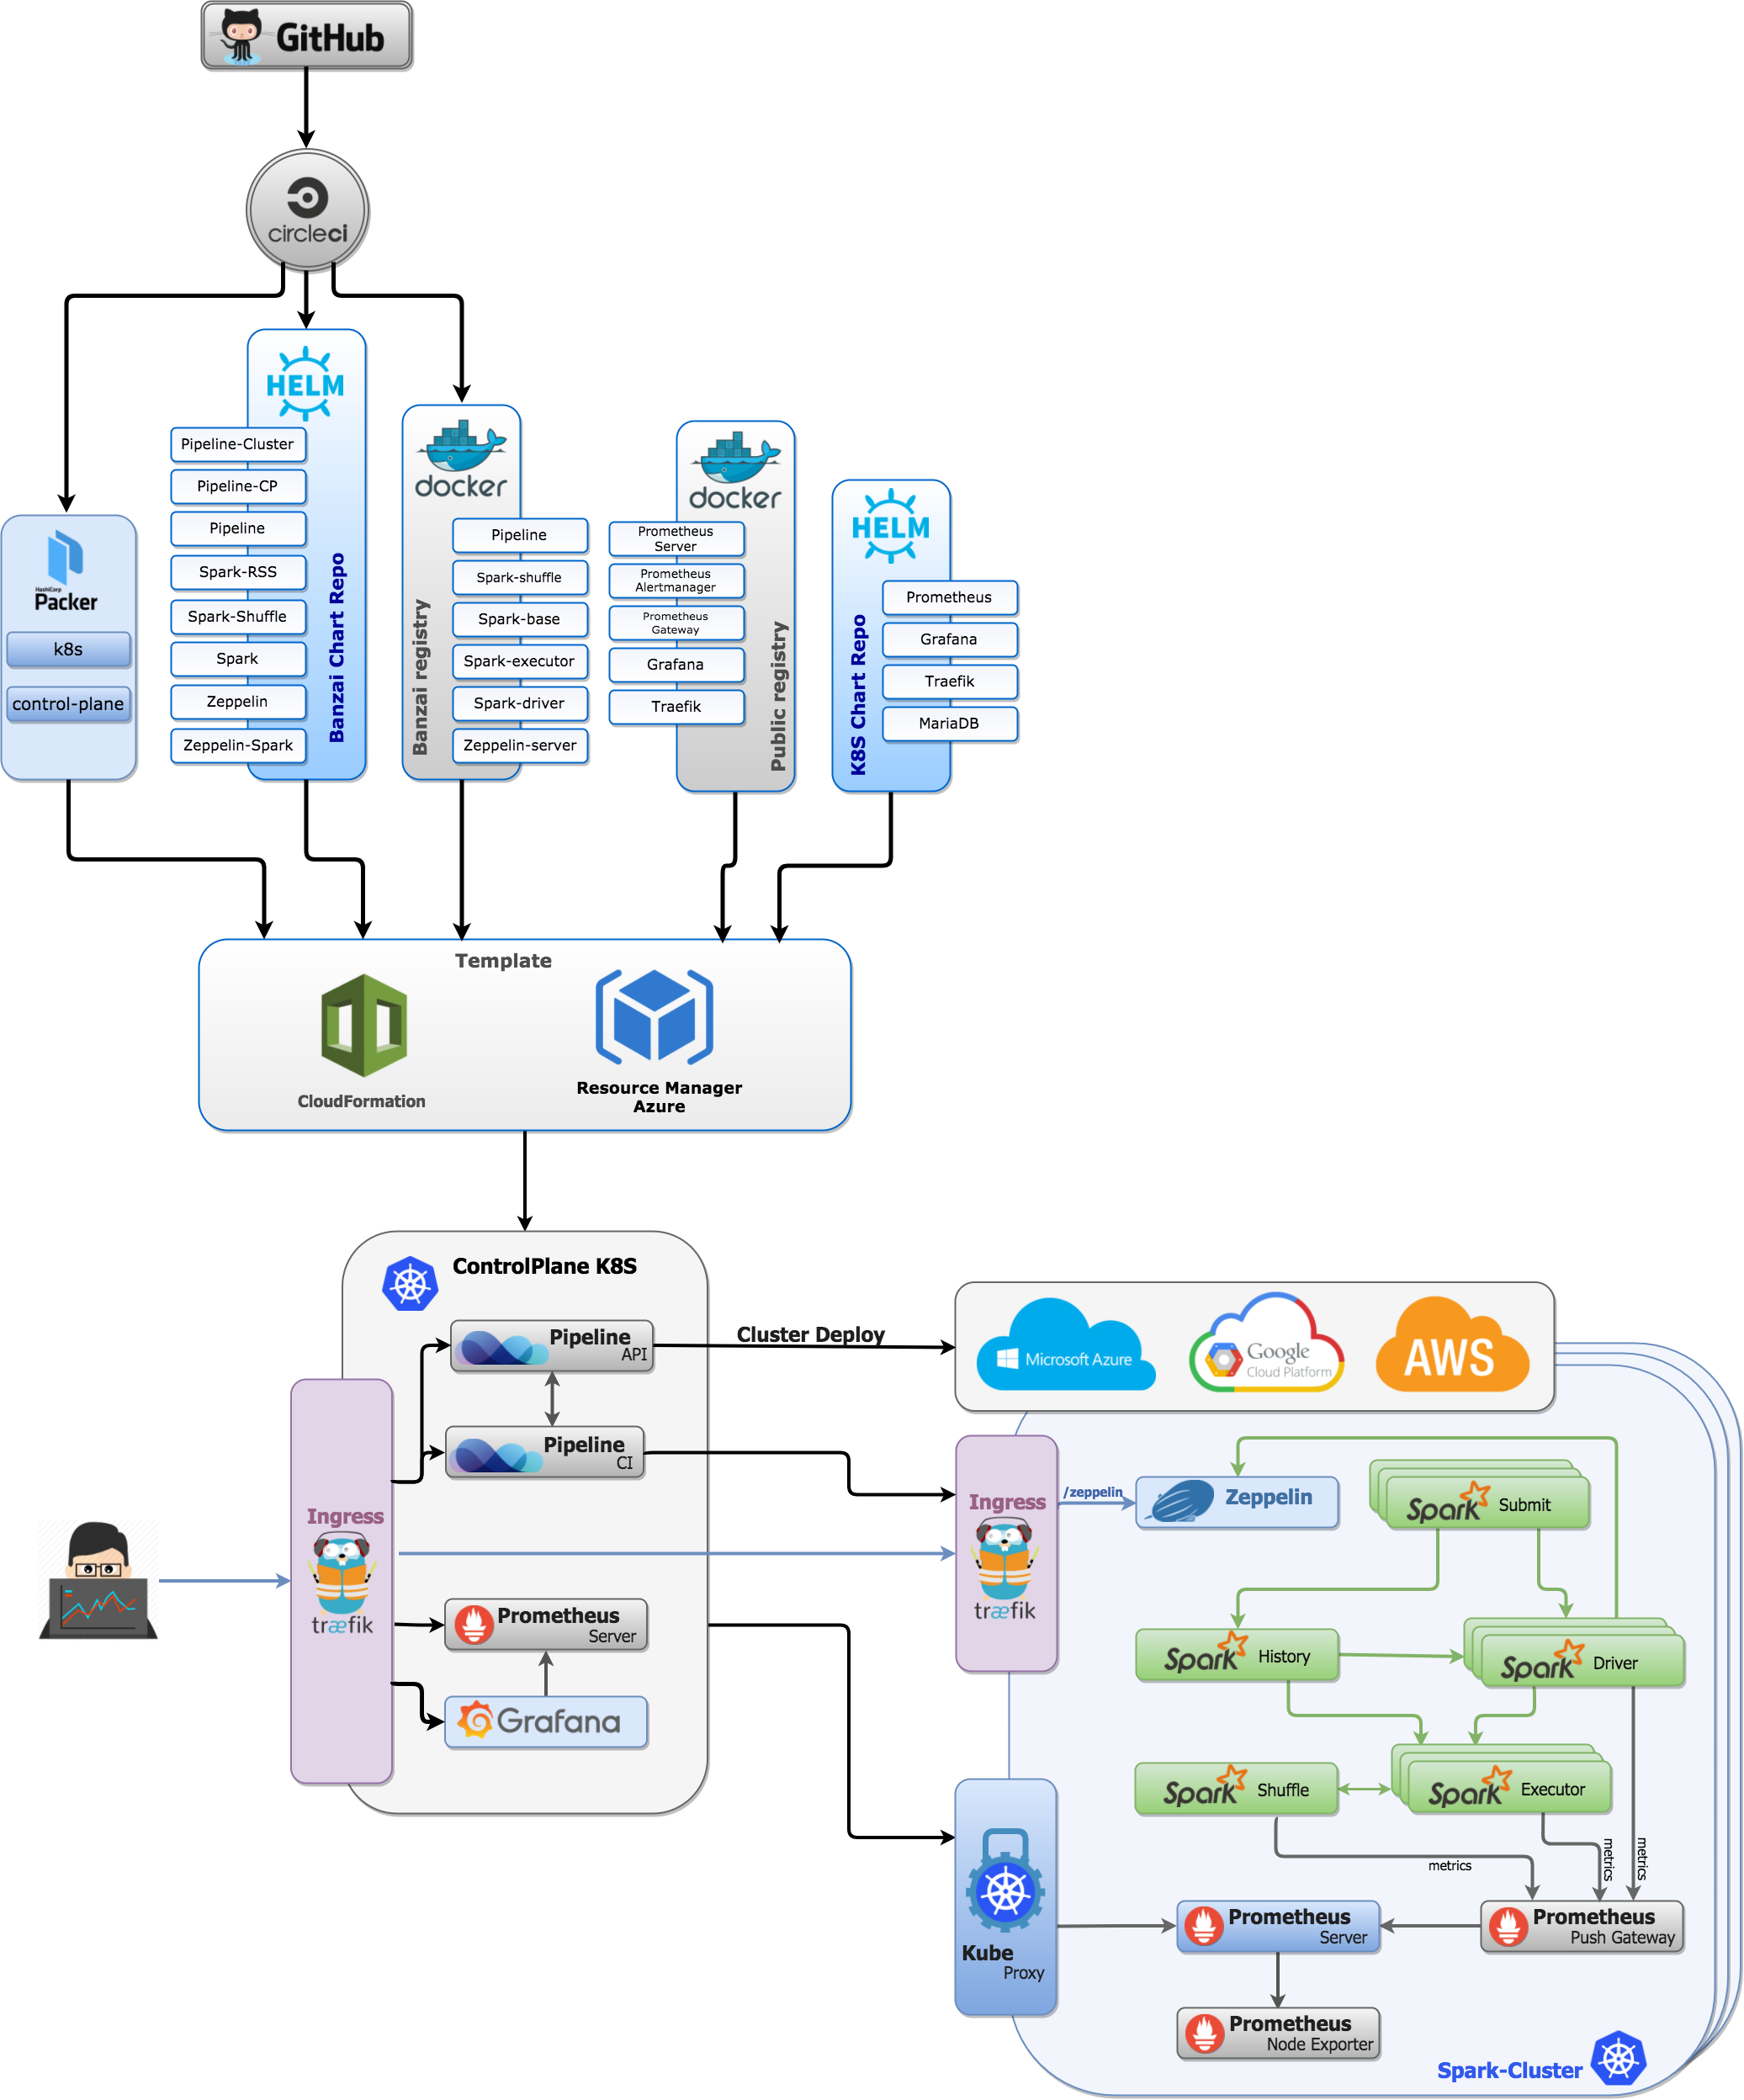 GitHub
circleci
HELM
Pipeline-Cluster
Pipeline-CP
Pipeline
Spark-RSS
Spark-Shuffle
Spark
Zeppelin
Zeppelin-Spark
Banzai Chart Repo
HashiCorp
Packer
k8s
control-plane
docker
Pipeline
Spark-shuffle
Spark-base
Spark-executor
Spark-driver
Zeppelin-server
Banzai registry
docker
Prometheus
Server
Prometheus
Alertmanager
Prometheus
Gateway
Grafana
Traefik
Public registry
HELM
Prometheus
Grafana
Traefik
MariaDB
K8S Chart Repo
Template
CloudFormation
Resource Manager
Azure
ControlPlane K8S
Pipeline
API
Cluster Deploy
Pipeline
CI
Ingress
træfik
Prometheus
Server
Grafana
Microsoft Azure
Google
Cloud Platform
AWS
Ingress
træfik
/zeppelin
Zeppelin
Spark Submit
Spark History
Spark Driver
Spark Shuffle
Spark Executor
metrics
metrics
metrics
Kube
Proxy
Prometheus
Server
Prometheus
Push Gateway
Prometheus
Node Exporter
Spark-Cluster